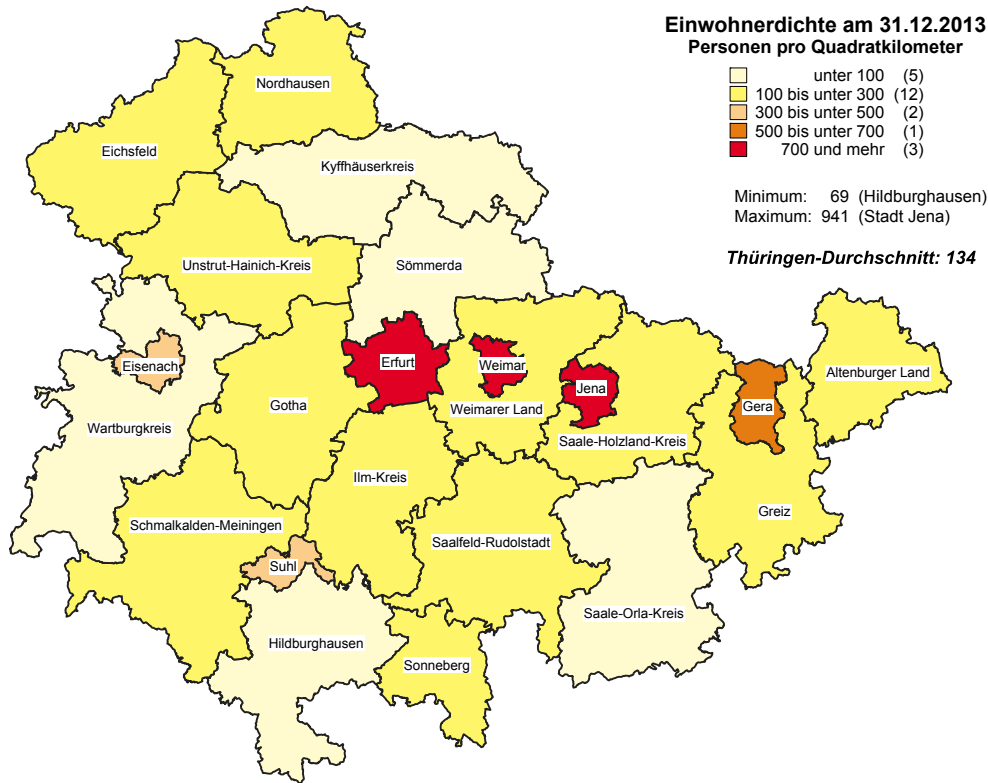 Einwohnerdichte am 31.12.2013
Personen pro Quadratkilometer
unter 100 (5)
100 bis unter 300 (12)
300 bis unter 500 (2)
500 bis unter 700 (1)
700 und mehr (3)
Minimum: 69 (Hildburghausen)
Maximum: 941 (Stadt Jena)
Thüringen-Durchschnitt: 134
Nordhausen
Eichsfeld
Kyffhäuserkreis
Unstrut-Hainich-Kreis
Sömmerda
Eisenach
Erfurt
Weimar
Jena
Altenburger Land
Gotha
Weimarer Land
Gera
Wartburgkreis
Saale-Holzland-Kreis
Ilm-Kreis
Greiz
Schmalkalden-Meiningen
Saalfeld-Rudolstadt
Suhl
Saale-Orla-Kreis
Hildburghausen
Sonneberg